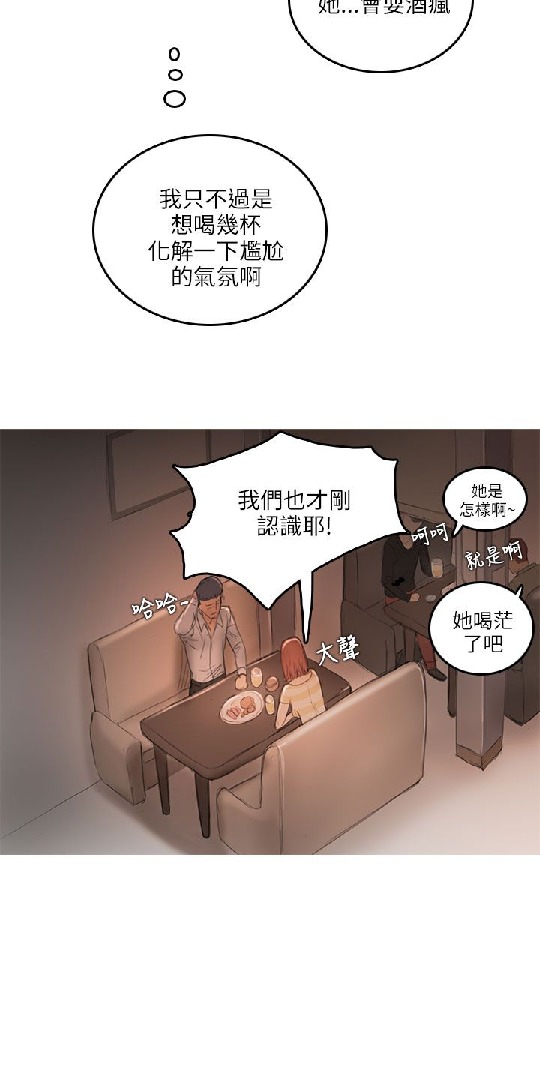 她...會耍酒瘋
我只不過是
想喝幾杯
化解一下尷尬
的氣氛啊
我們也才剛
認識耶!
她是
怎樣啊~
呵呵
就是啊
哈哈~
大聲
她喝茫
了吧